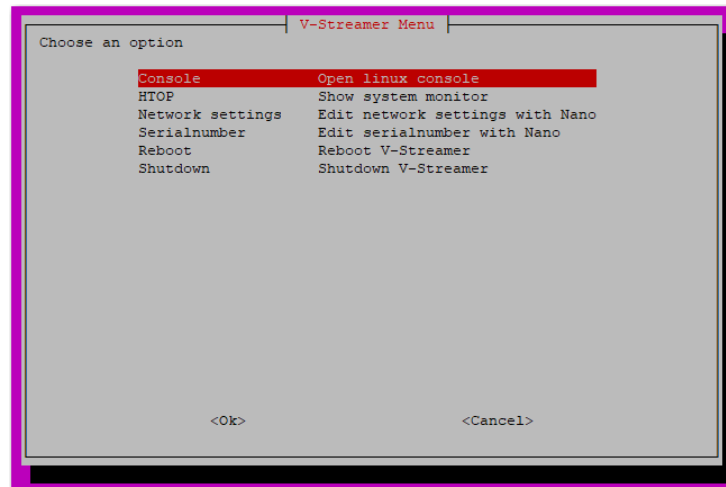 V-Streamer Menu
Choose an option
Console Open linux console
HTOP Show system monitor
Network settings Edit network settings with Nano
Serialnumber Edit serialnumber with Nano
Reboot Reboot V-Streamer
Shutdown Shutdown V-Streamer
<Ok> <Cancel>